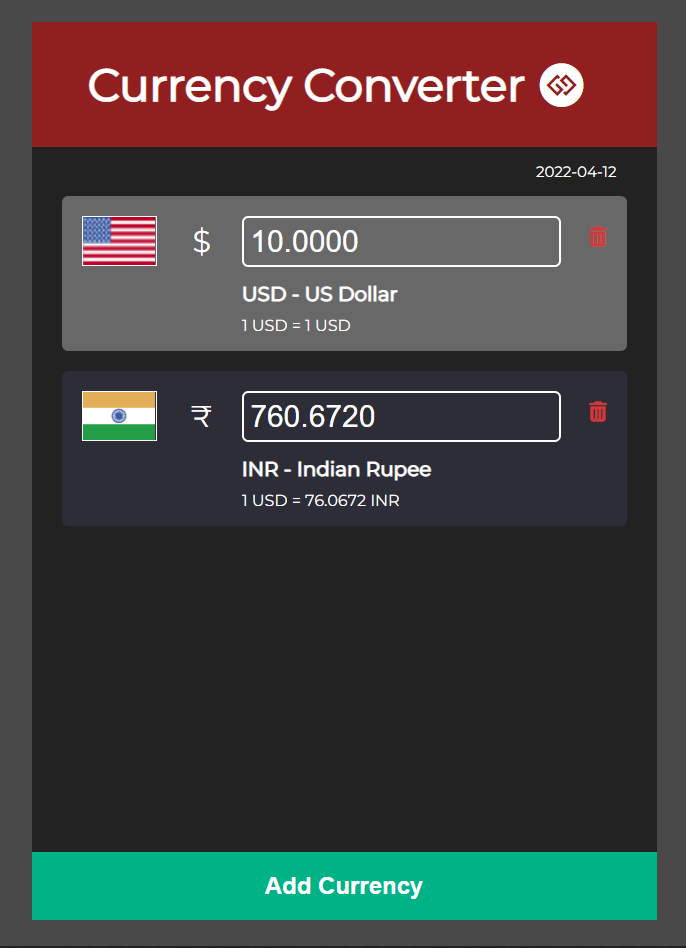 Currency Converter
2022-04-12
$ 10.0000
USD - US Dollar
1 USD = 1 USD
₹ 760.6720
INR - Indian Rupee
1 USD = 76.0672 INR
Add Currency